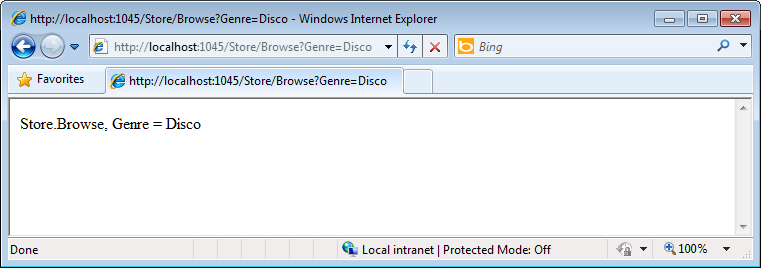 http://localhost:1045/Store/Browse?Genre=Disco - Windows Internet Explorer
http://localhost:1045/Store/Browse?Genre=Disco
Bing
Favorites
http://localhost:1045/Store/Browse?Genre=Disco
Store.Browse, Genre = Disco
Done
Local intranet | Protected Mode: Off
100%